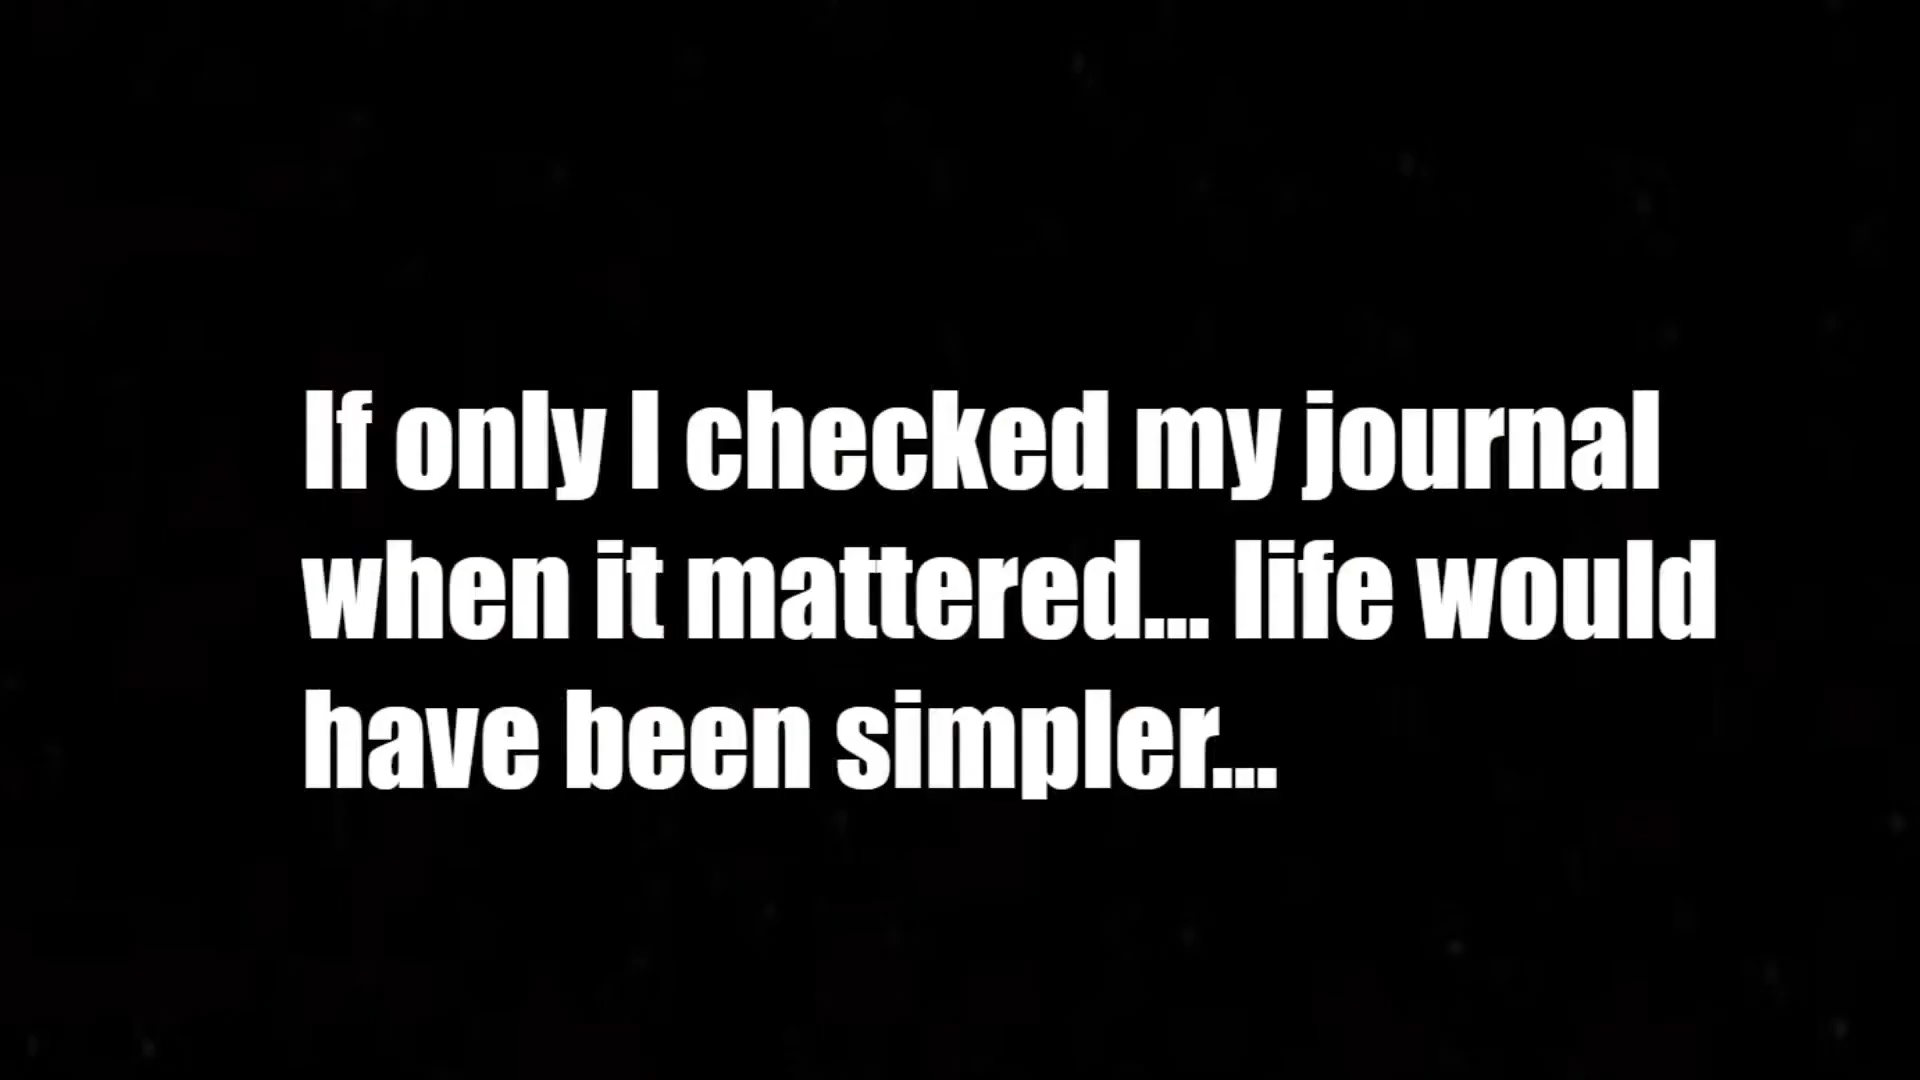 If only I checked my journal
when it mattered... life would
have been simpler...